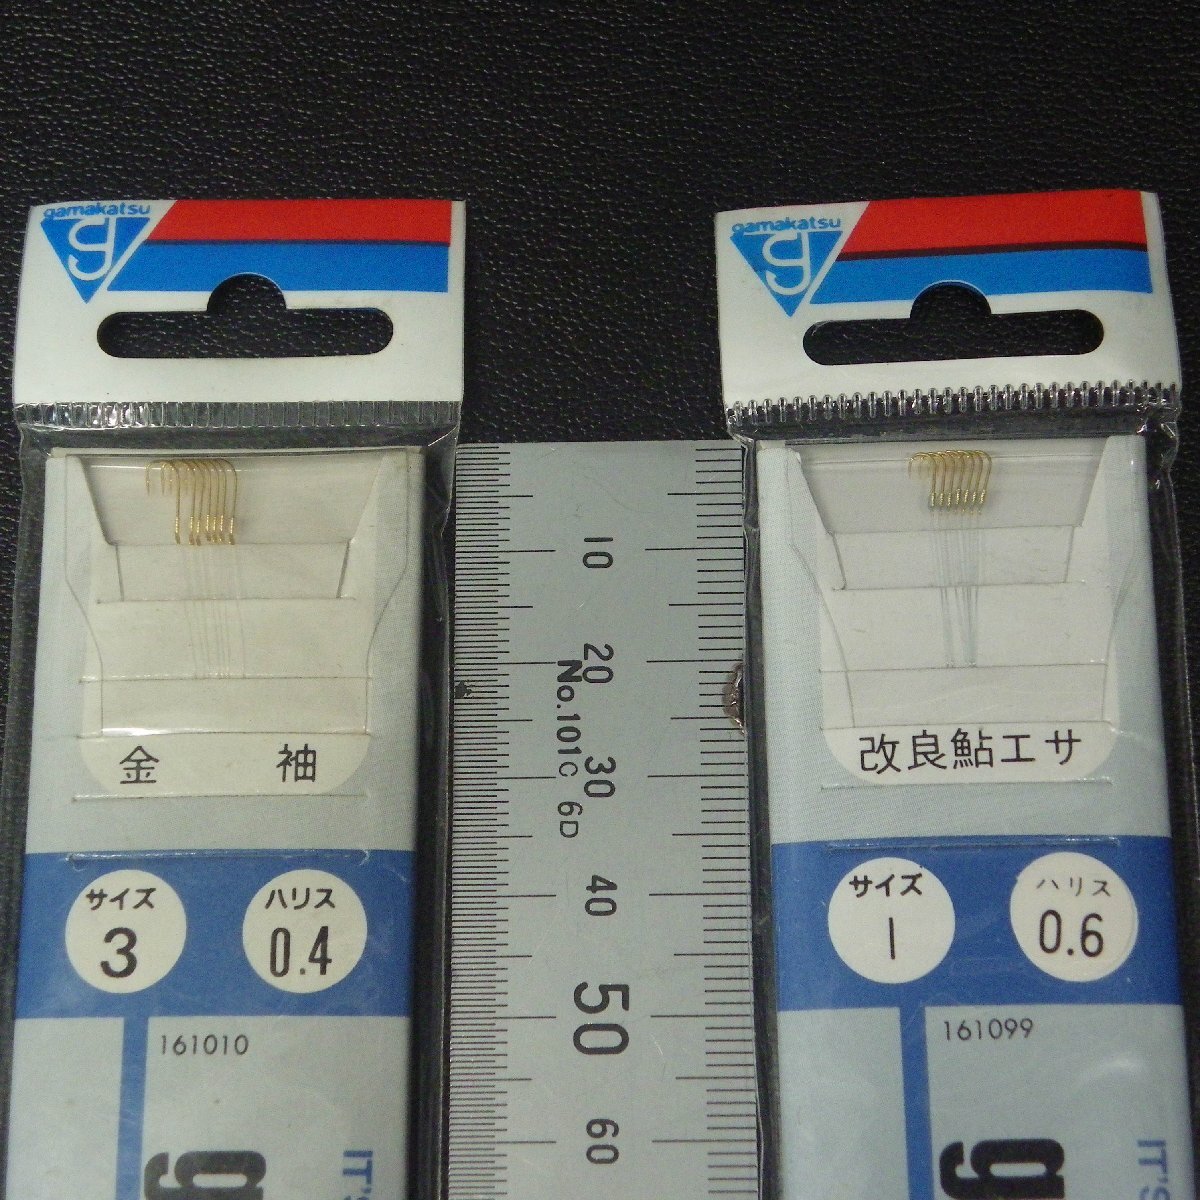 gamakatsu
g
金 袖
サイズ
3
ハリス
0.4
161010
g
IT'S
10
20
30
40
50
60
No.101C 6D
gamakatsu
g
改良鮎エサ
サイズ
1
ハリス
0.6
161099
g
IT'S